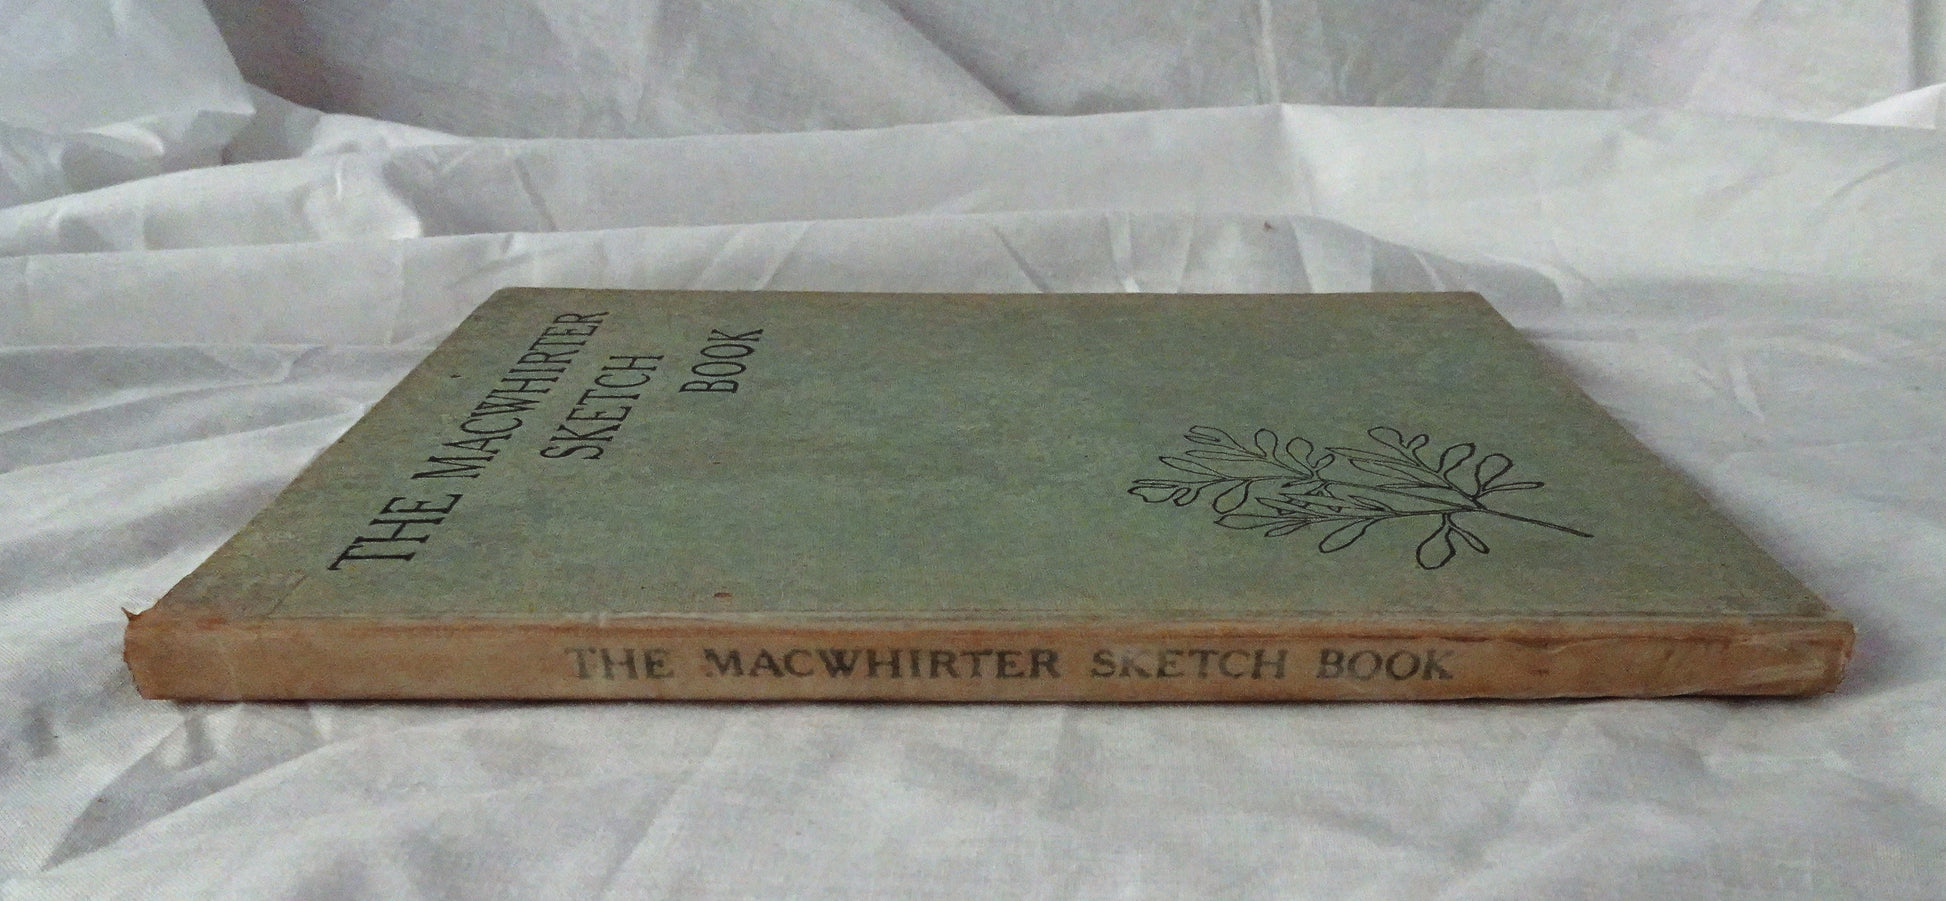 THE MACWHIRTER
SKETCH
BOOK
THE MACWHIRTER SKETCH BOOK